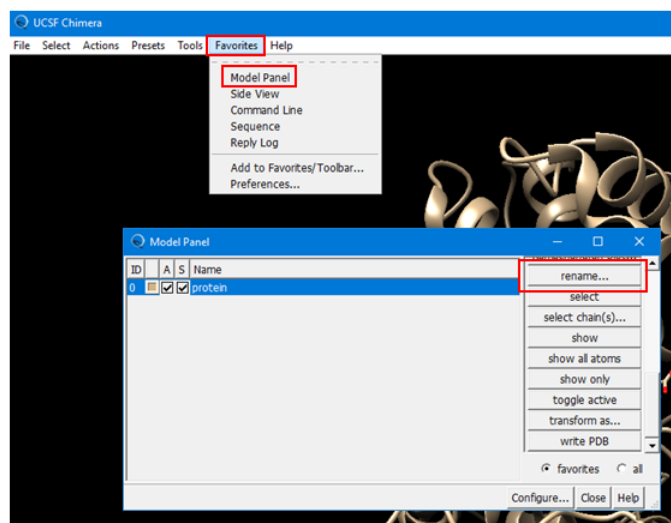 UCSF Chimera
File Select Actions Presets Tools Favorites Help
Model Panel
Side View
Command Line
Sequence
Reply Log
Add to Favorites/Toolbar...
Preferences...
Model Panel
ID A S Name
0 protein
rename...
select
select chain(s)...
show
show all atoms
show only
toggle active
transform as...
write PDB
favorites all
Configure... Close Help